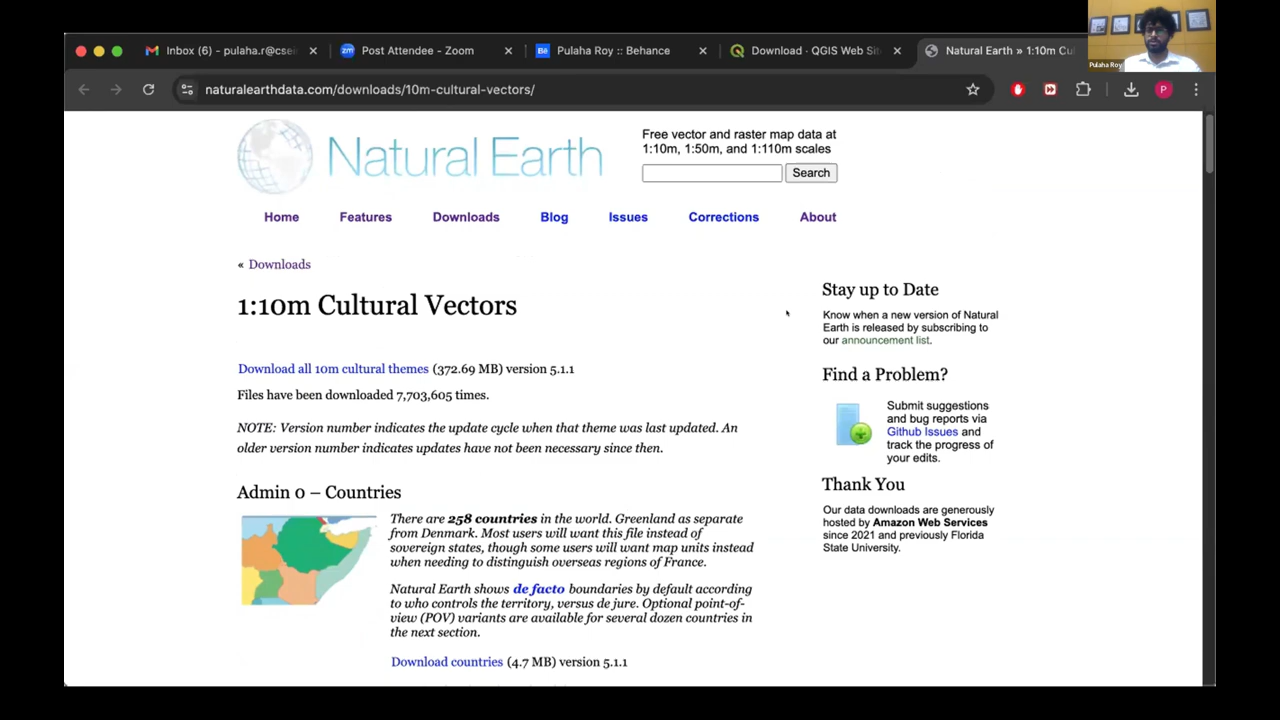 Inbox (6) - pulaha.r@csei
Post Attendee - Zoom
Pulaha Roy :: Behance
Download · QGIS Web Sit
Natural Earth » 1:10m Cu
naturalearthdata.com/downloads/10m-cultural-vectors/
P
Pulaha Roy
Natural Earth
Free vector and raster map data at
1:10m, 1:50m, and 1:110m scales
Search
Home
Features
Downloads
Blog
Issues
Corrections
About
« Downloads
1:10m Cultural Vectors
Download all 10m cultural themes (372.69 MB) version 5.1.1
Files have been downloaded 7,703,605 times.
NOTE: Version number indicates the update cycle when that theme was last updated. An
older version number indicates updates have not been necessary since then.
Admin 0 – Countries
There are 258 countries in the world. Greenland as separate
from Denmark. Most users will want this file instead of
sovereign states, though some users will want map units instead
when needing to distinguish overseas regions of France.
Natural Earth shows de facto boundaries by default according
to who controls the territory, versus de jure. Optional point-of-
view (POV) variants are available for several dozen countries in
the next section.
Download countries (4.7 MB) version 5.1.1
Stay up to Date
Know when a new version of Natural
Earth is released by subscribing to
our announcement list.
Find a Problem?
Submit suggestions
and bug reports via
Github Issues and
track the progress of
your edits.
Thank You
Our data downloads are generously
hosted by Amazon Web Services
since 2021 and previously Florida
State University.